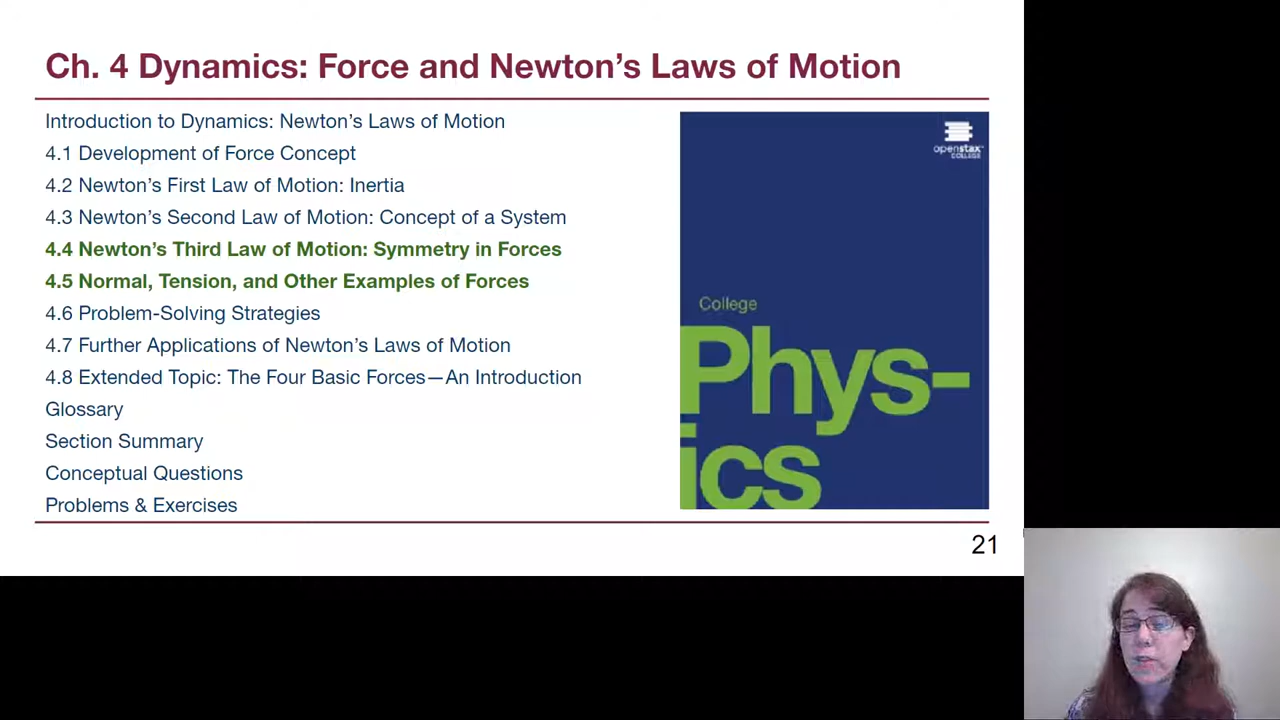 Ch. 4 Dynamics: Force and Newton’s Laws of Motion
Introduction to Dynamics: Newton’s Laws of Motion
4.1 Development of Force Concept
4.2 Newton’s First Law of Motion: Inertia
4.3 Newton’s Second Law of Motion: Concept of a System
4.4 Newton’s Third Law of Motion: Symmetry in Forces
4.5 Normal, Tension, and Other Examples of Forces
4.6 Problem-Solving Strategies
4.7 Further Applications of Newton’s Laws of Motion
4.8 Extended Topic: The Four Basic Forces—An Introduction
Glossary
Section Summary
Conceptual Questions
Problems & Exercises
openstax™
COLLEGE
College
Phys-
ics
21